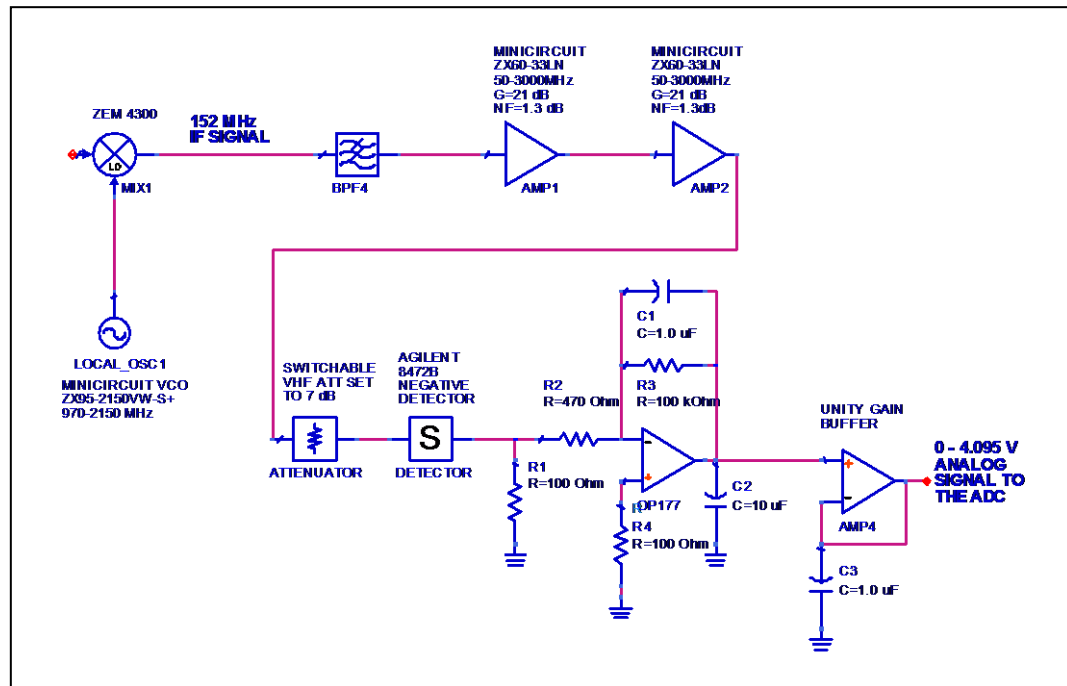 MINICIRCUIT
ZX60-33LN
50-3000MHz
G=21 dB
NF=1.3 dB
MINICIRCUIT
ZX60-33LN
50-3000MHz
G=21 dB
NF=1.3dB
ZEM 4300
152 MHz
IF SIGNAL
LO
MIX1
BPF4
AMP1
AMP2
LOCAL_OSC1
MINICIRCUIT VCO
ZX95-2150VW-S+
970-2150 MHz
SWITCHABLE
VHF ATT SET
TO 7 dB
ATTENUATOR
AGILENT
8472B
NEGATIVE
DETECTOR
S
DETECTOR
R1
R=100 Ohm
R2
R=470 Ohm
C1
C=1.0 uF
R3
R=100 kOhm
-
+
OP177
R
R4
R=100 Ohm
C2
C=10 uF
UNITY GAIN
BUFFER
+
-
AMP4
C3
C=1.0 uF
0 - 4.095 V
ANALOG
SIGNAL TO
THE ADC